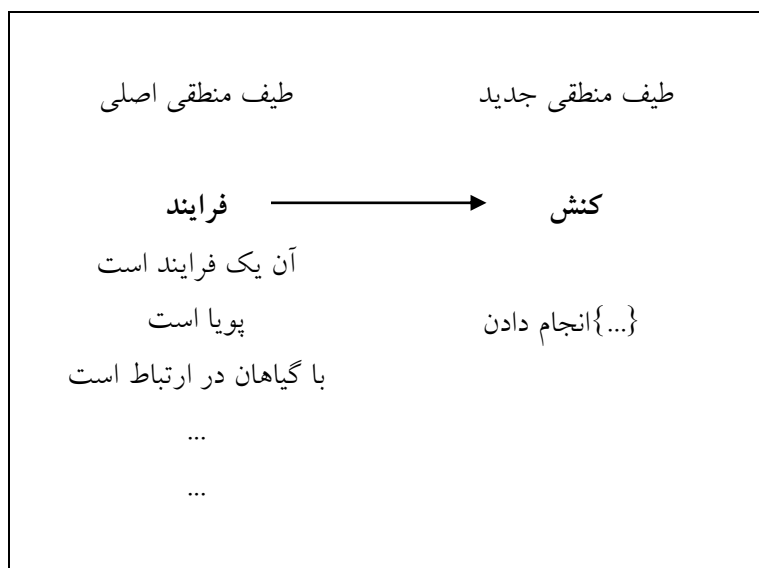 طیف منطقی جدید
طیف منطقی اصلی
کنش
فرایند
آن یک فرایند است
{...}انجام دادن
پویا است
با گیاهان در ارتباط است
...
...